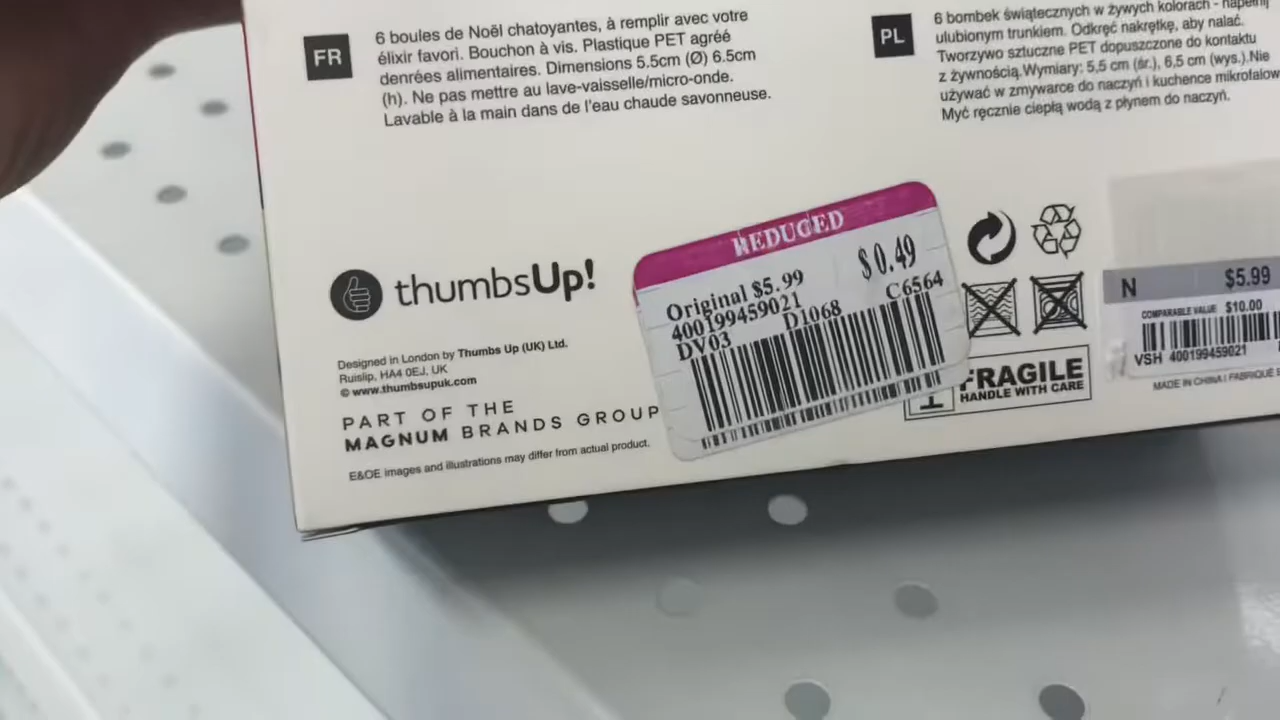 FR
6 boules de Noël chatoyantes, à remplir avec votre
élixir favori. Bouchon à vis. Plastique PET agréé
denrées alimentaires. Dimensions 5.5cm (Ø) 6.5cm
(h). Ne pas mettre au lave-vaisselle/micro-onde.
Lavable à la main dans de l'eau chaude savonneuse.
PL
6 bombek świątecznych w żywych kolorach - napełnij
ulubionym trunkiem. Odkręć nakrętkę, aby nalać.
Tworzywo sztuczne PET dopuszczone do kontaktu
z żywnością.Wymiary: 5,5 cm (śr.), 6,5 cm (wys.).Nie
używać w zmywarce do naczyń i kuchence mikrofalow
Myć ręcznie ciepłą wodą z płynem do naczyń.
thumbsUp!
Designed in London by Thumbs Up (UK) Ltd.
Ruislip, HA4 0EJ, UK
© www.thumbsupuk.com
PART OF THE
MAGNUM BRANDS GROUP
E&OE images and illustrations may differ from actual product.
REDUCED
$0.49
Original $5.99
400199459021 C6564
DV03 D1068
FRAGILE
HANDLE WITH CARE
N $5.99
COMPARABLE VALUE $10.00
VSH 400199459021
MADE IN CHINA / FABRIQUÉ